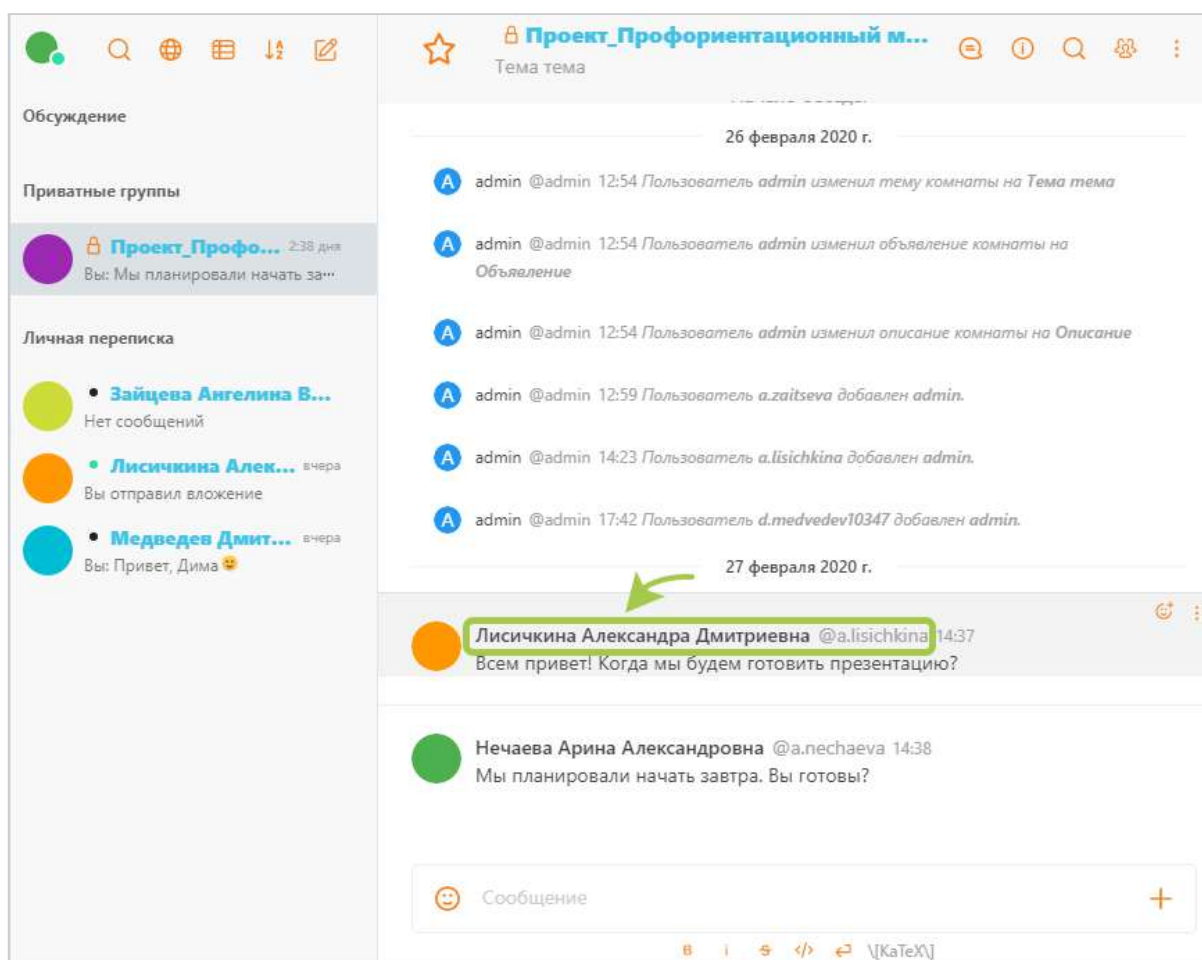 Проект_Профориентационный м...
Тема тема
Обсуждение
Приватные группы
Проект_Профо... 2:38 дня
Вы: Мы планировали начать за...
Личная переписка
Зайцева Ангелина В...
Нет сообщений
Лисичкина Алек... вчера
Вы отправил вложение
Медведев Дмит... вчера
Вы: Привет, Дима
26 февраля 2020 г.
A admin @admin 12:54 Пользователь admin изменил тему комнаты на Тема тема
A admin @admin 12:54 Пользователь admin изменил объявление комнаты на
Объявление
A admin @admin 12:54 Пользователь admin изменил описание комнаты на Описание
A admin @admin 12:59 Пользователь a.zaitseva добавлен admin.
A admin @admin 14:23 Пользователь a.lisichkina добавлен admin.
A admin @admin 17:42 Пользователь d.medvedev10347 добавлен admin.
27 февраля 2020 г.
Лисичкина Александра Дмитриевна @a.lisichkina 14:37
Всем привет! Когда мы будем готовить презентацию?
Нечаева Арина Александровна @a.nechaeva 14:38
Мы планировали начать завтра. Вы готовы?
Сообщение
B i S </> \[KaTeX\]